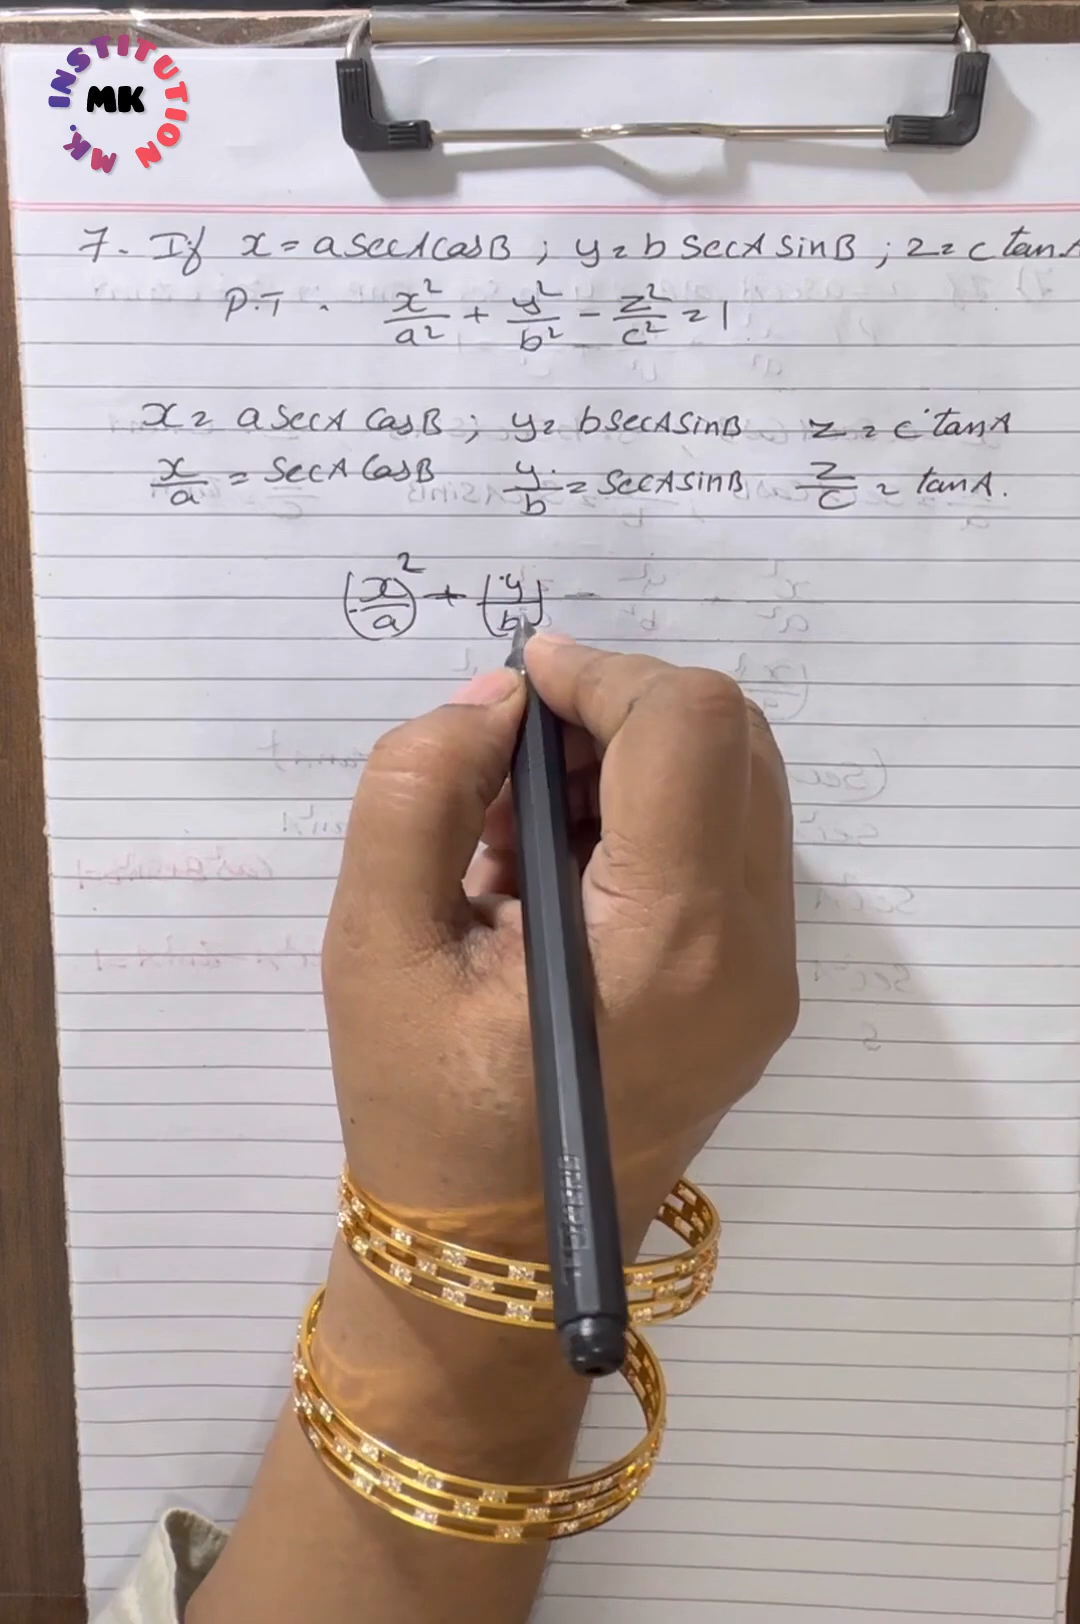 MK. INSTITUTION
MK
7. If x = a SecA CosB ; y = b SecA SinB ; z = c tanA
P.T. x²/a² + y²/b² - z²/c² = 1
x = a SecA CosB ; y = b SecA SinB z = c tanA
x/a = SecA CosB y/b = SecA SinB z/c = tanA.
(x/a)² + (y/b)